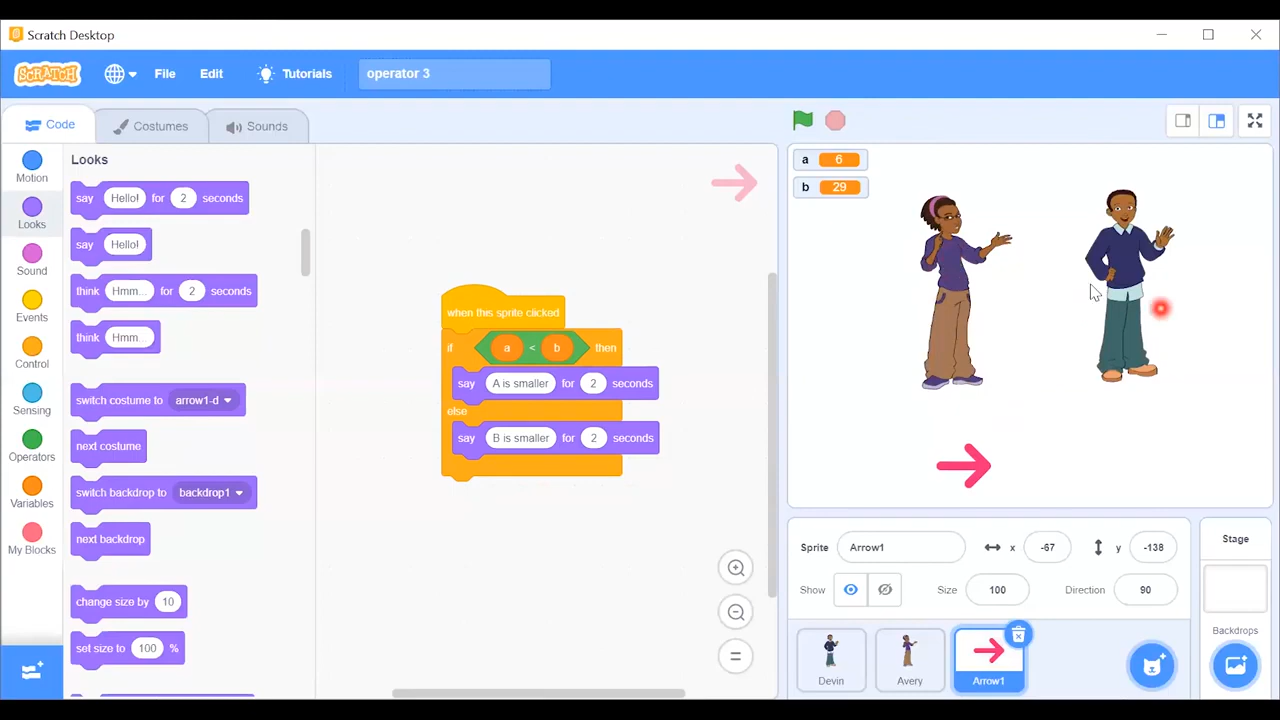 Scratch Desktop
SCRATCH File Edit Tutorials operator 3
Code Costumes Sounds
Motion
Looks
Sound
Events
Control
Sensing
Operators
Variables
My Blocks
Looks
say Hello! for 2 seconds
say Hello!
think Hmm... for 2 seconds
think Hmm...
switch costume to arrow1-d
next costume
switch backdrop to backdrop1
next backdrop
change size by 10
set size to 100 %
when this sprite clicked
if a < b then
say A is smaller for 2 seconds
else
say B is smaller for 2 seconds
a 6
b 29
Sprite Arrow1 x -67 y -138
Show Size 100 Direction 90
Devin Avery Arrow1
Stage
Backdrops